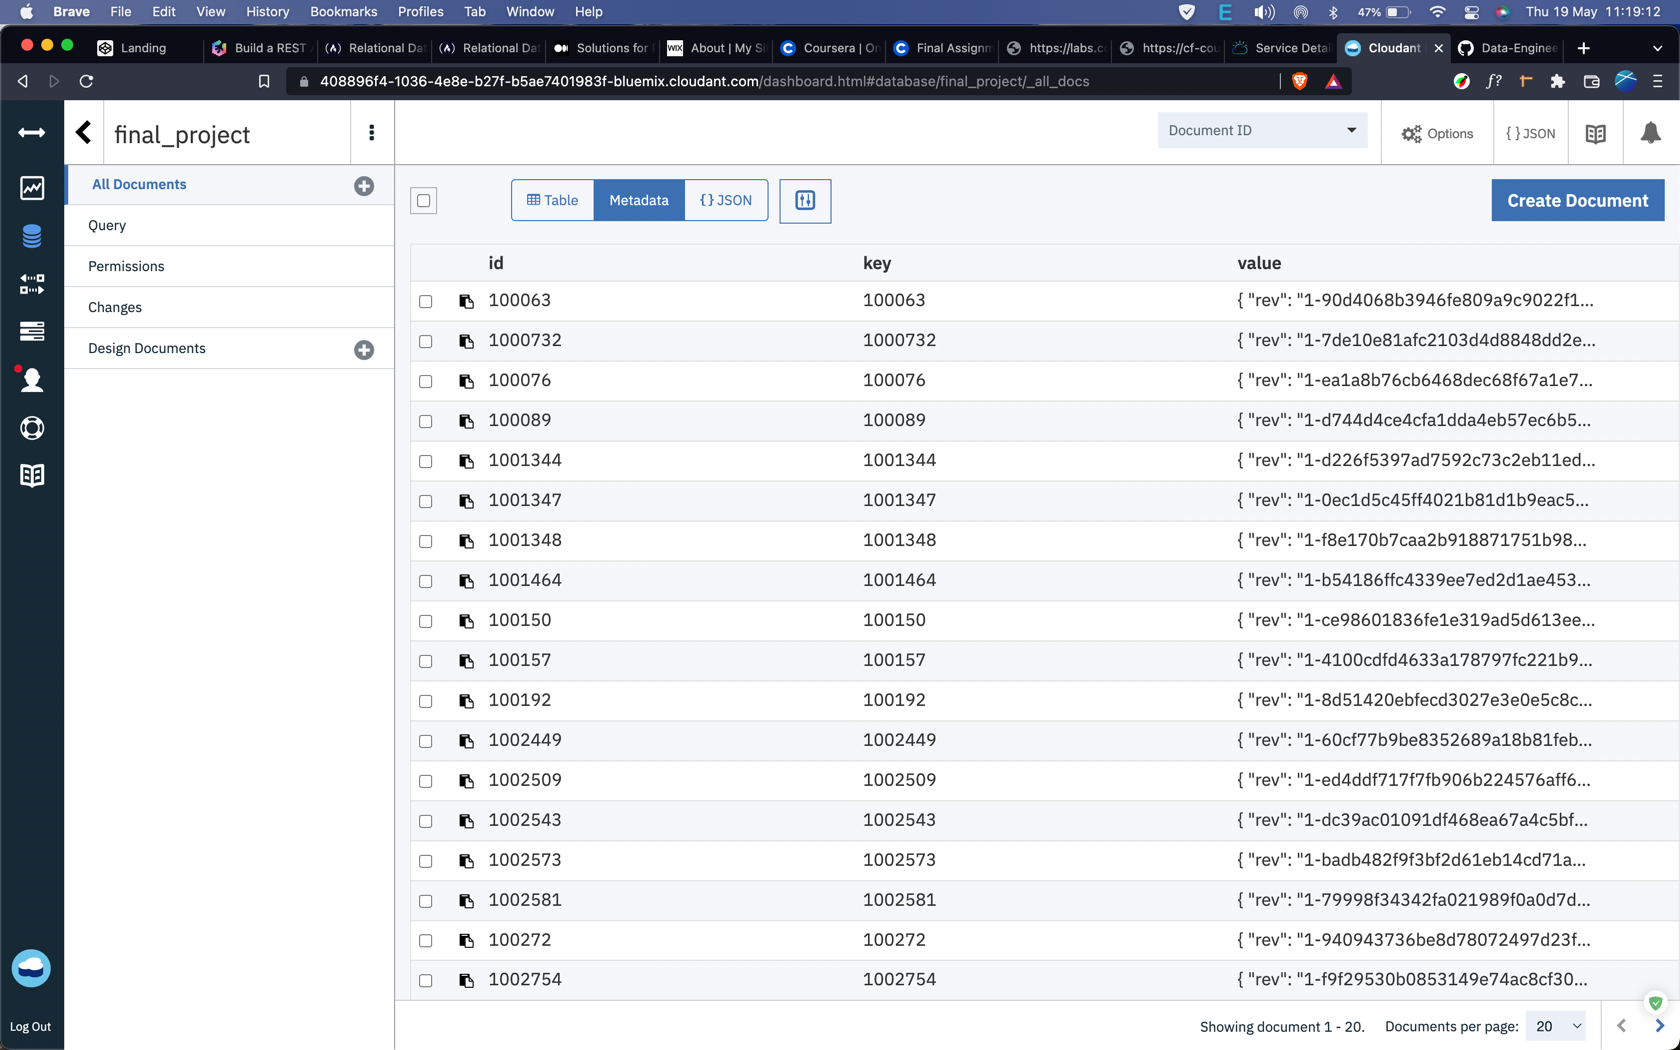 Brave File Edit View History Bookmarks Profiles Tab Window Help 47% Thu 19 May 11:19:12
Landing Build a REST Relational Dat Relational Dat Solutions for WIX About | My Si Coursera | On Final Assignm https://labs.c https://cf-cou Service Detai Cloudant Data-Enginee
408896f4-1036-4e8e-b27f-b5ae7401983f-bluemix.cloudant.com/dashboard.html#database/final_project/_all_docs
final_project
Document ID Options { } JSON
All Documents
Query
Permissions
Changes
Design Documents
Log Out
Table Metadata { } JSON Create Document
id key value
100063 100063 { "rev": "1-90d4068b3946fe809a9c9022f1...
1000732 1000732 { "rev": "1-7de10e81afc2103d4d8848dd2e...
100076 100076 { "rev": "1-ea1a8b76cb6468dec68f67a1e7...
100089 100089 { "rev": "1-d744d4ce4cfa1dda4eb57ec6b5...
1001344 1001344 { "rev": "1-d226f5397ad7592c73c2eb11ed...
1001347 1001347 { "rev": "1-0ec1d5c45ff4021b81d1b9eac5...
1001348 1001348 { "rev": "1-f8e170b7caa2b918871751b98...
1001464 1001464 { "rev": "1-b54186ffc4339ee7ed2d1ae453...
100150 100150 { "rev": "1-ce98601836fe1e319ad5d613ee...
100157 100157 { "rev": "1-4100cdfd4633a178797fc221b9...
100192 100192 { "rev": "1-8d51420ebfecd3027e3e0e5c8c...
1002449 1002449 { "rev": "1-60cf77b9be8352689a18b81feb...
1002509 1002509 { "rev": "1-ed4ddf717f7fb906b224576aff6...
1002543 1002543 { "rev": "1-dc39ac01091df468ea67a4c5bf...
1002573 1002573 { "rev": "1-badb482f9f3bf2d61eb14cd71a...
1002581 1002581 { "rev": "1-79998f34342fa021989f0a0d7d...
100272 100272 { "rev": "1-940943736be8d78072497d23f...
1002754 1002754 { "rev": "1-f9f29530b0853149e74ac8cf30...
Showing document 1 - 20. Documents per page: 20